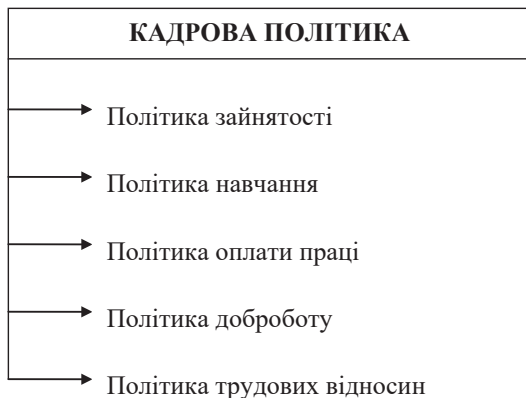 КАДРОВА ПОЛІТИКА
Політика зайнятості
Політика навчання
Політика оплати праці
Політика доброботу
Політика трудових відносин